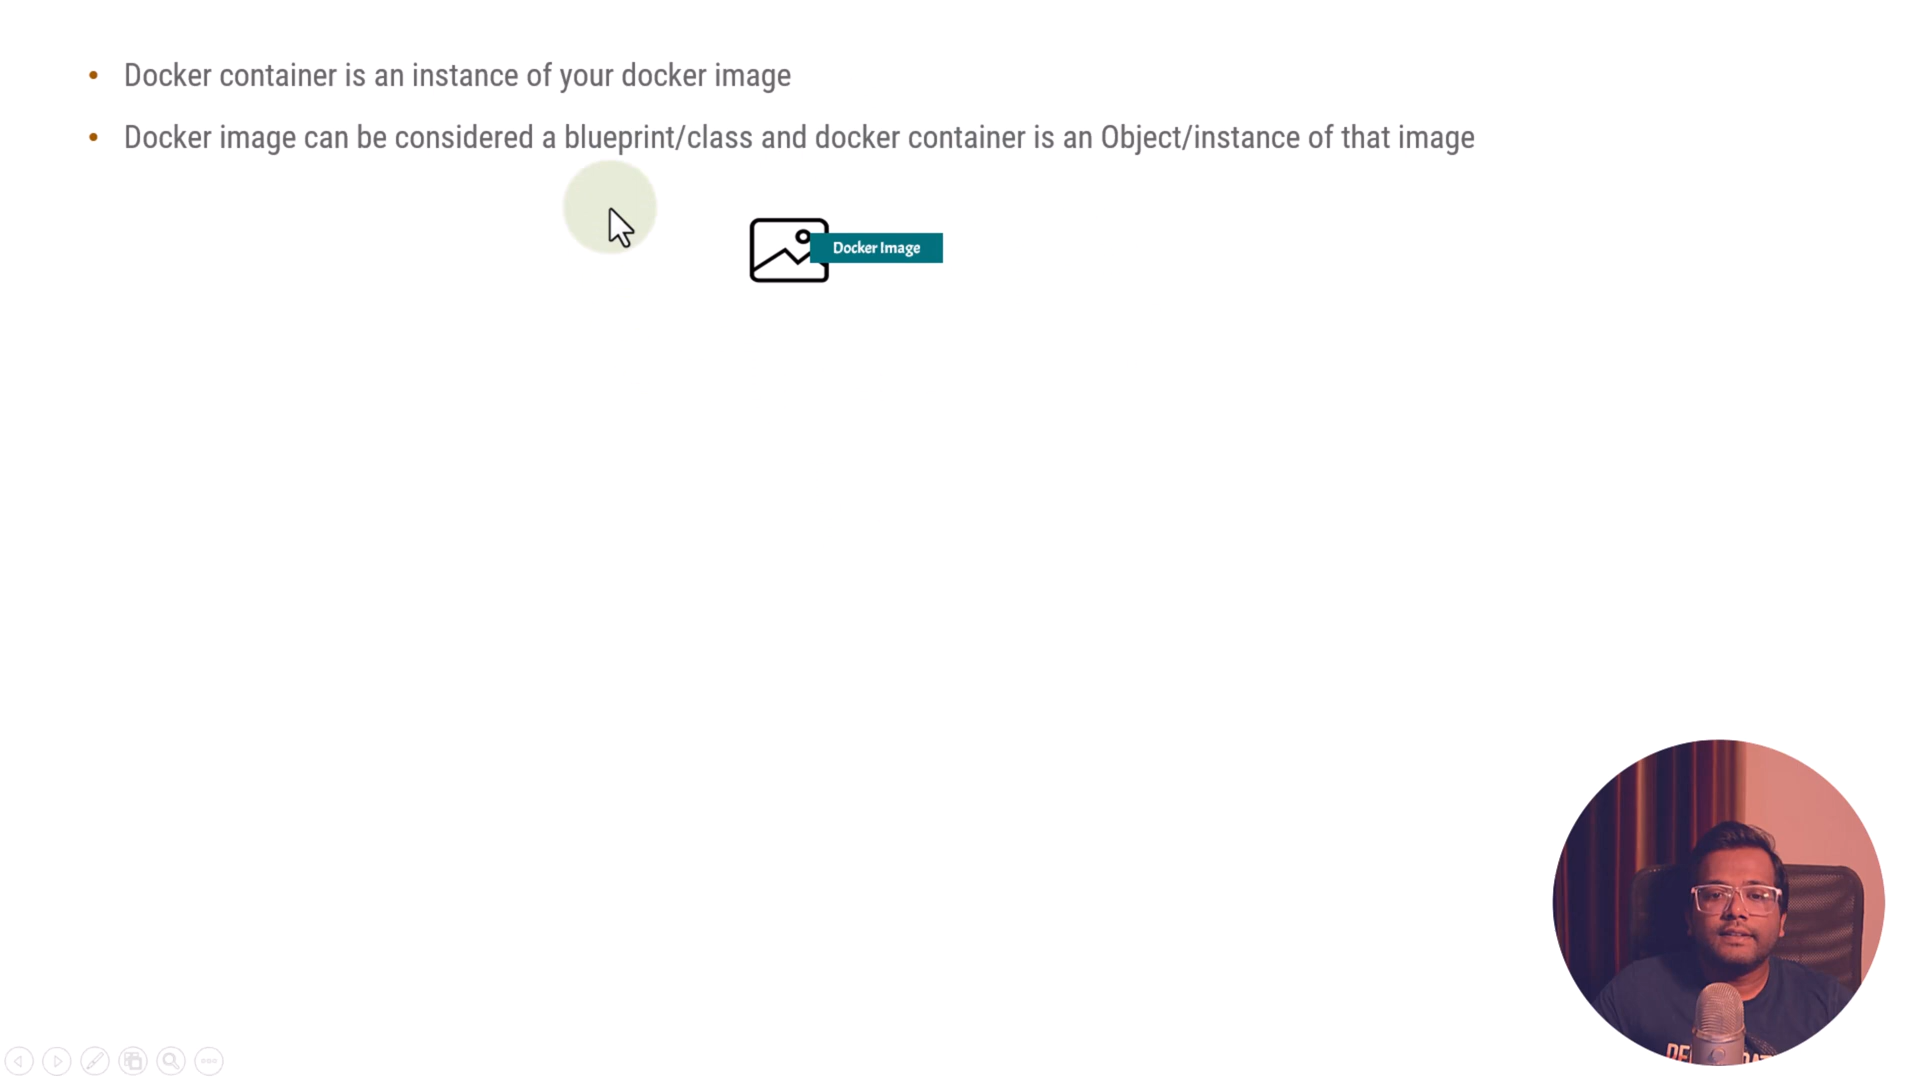 Docker container is an instance of your docker image
Docker image can be considered a blueprint/class and docker container is an Object/instance of that image
Docker Image